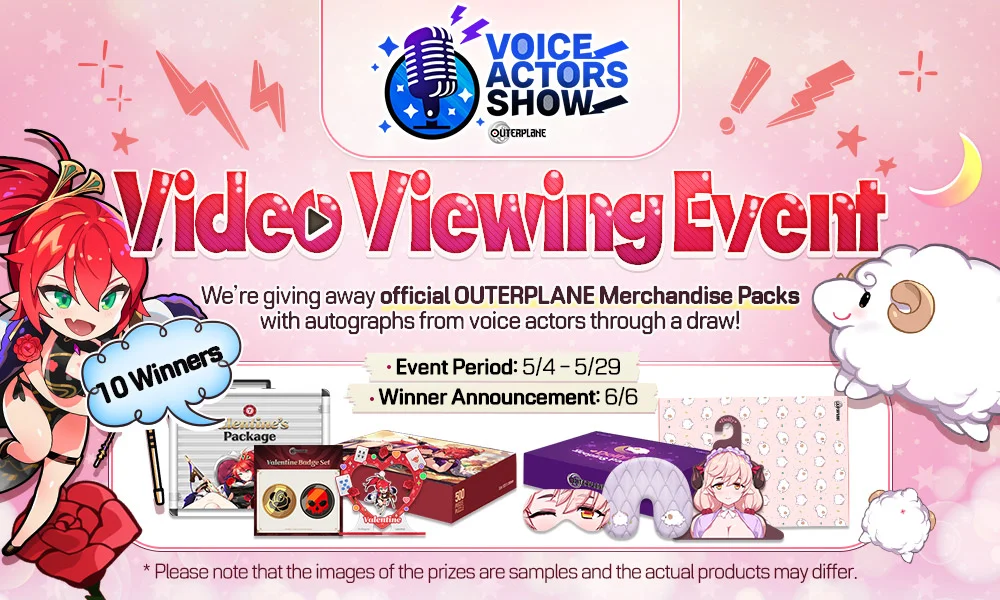 VOICE
ACTORS
SHOW
OUTERPLANE
Video Viewing Event
We're giving away official OUTERPLANE Merchandise Packs
with autographs from voice actors through a draw!
10 Winners
• Event Period: 5/4 – 5/29
• Winner Announcement: 6/6
Valentine's
Package
Valentine Badge Set
Valentine
500
* Please note that the images of the prizes are samples and the actual products may differ.